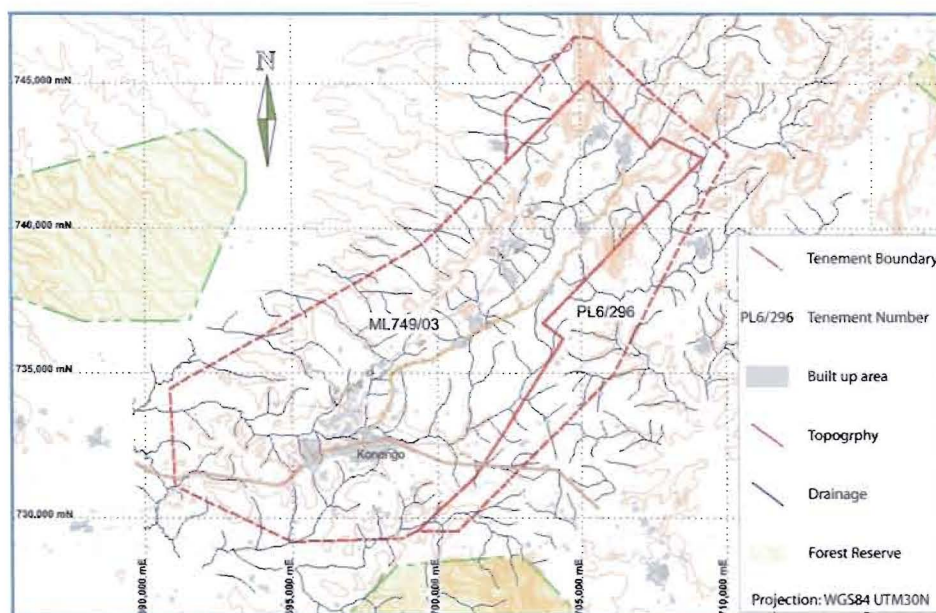 N
745,000 mN
740,000 mN
735,000 mN
730,000 mN
ML749/03
PL6/296
Konongo
690,000 mE
695,000 mE
700,000 mE
705,000 mE
710,000 mE
Tenement Boundary
PL6/296 Tenement Number
Built up area
Topogrphy
Drainage
Forest Reserve
Projection: WGS84 UTM30N